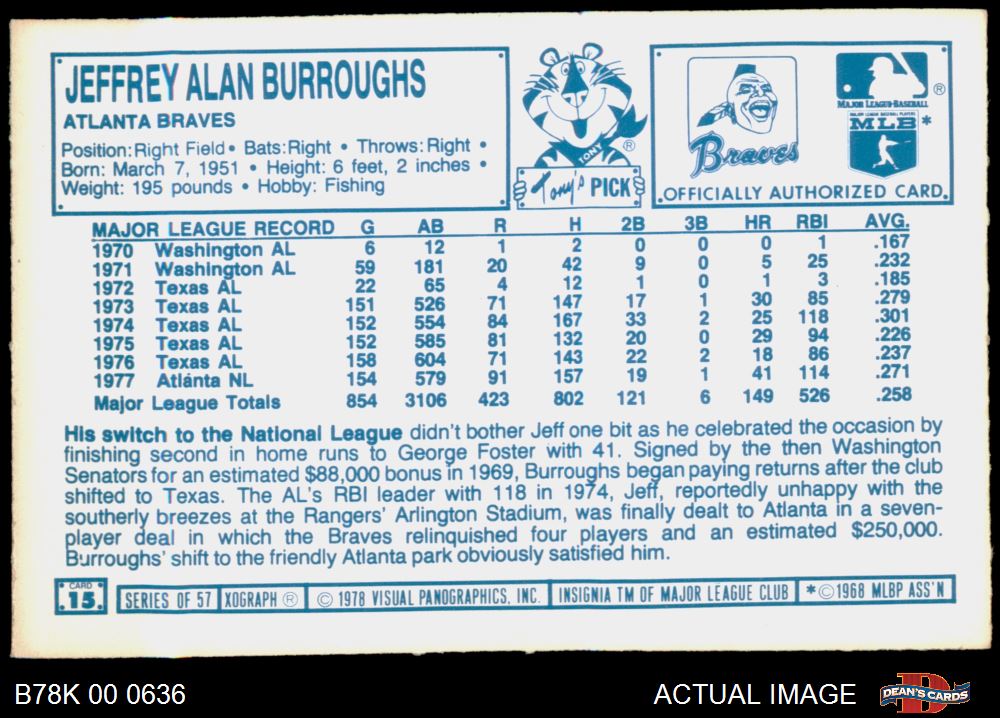 JEFFREY ALAN BURROUGHS
ATLANTA BRAVES
Position:Right Field• Bats:Right • Throws:Right •
Born: March 7, 1951 • Height: 6 feet, 2 inches •
Weight: 195 pounds • Hobby: Fishing
TONY
®
Tony's PICK
Braves
MAJOR LEAGUE BASEBALL ®
MAJOR LEAGUE BASEBALL PLAYERS
MLB *
OFFICIALLY AUTHORIZED CARD.
MAJOR LEAGUE RECORD G AB R H 2B 3B HR RBI AVG.
1970 Washington AL 6 12 1 2 0 0 0 1 .167
1971 Washington AL 59 181 20 42 9 0 5 25 .232
1972 Texas AL 22 65 4 12 1 0 1 3 .185
1973 Texas AL 151 526 71 147 17 1 30 85 .279
1974 Texas AL 152 554 84 167 33 2 25 118 .301
1975 Texas AL 152 585 81 132 20 0 29 94 .226
1976 Texas AL 158 604 71 143 22 2 18 86 .237
1977 Atlanta NL 154 579 91 157 19 1 41 114 .271
Major League Totals 854 3106 423 802 121 6 149 526 .258
His switch to the National League didn't bother Jeff one bit as he celebrated the occasion by
finishing second in home runs to George Foster with 41. Signed by the then Washington
Senators for an estimated $88,000 bonus in 1969, Burroughs began paying returns after the club
shifted to Texas. The AL's RBI leader with 118 in 1974, Jeff, reportedly unhappy with the
southerly breezes at the Rangers' Arlington Stadium, was finally dealt to Atlanta in a seven-
player deal in which the Braves relinquished four players and an estimated $250,000.
Burroughs' shift to the friendly Atlanta park obviously satisfied him.
CARD
15
SERIES OF 57 XOGRAPH ® © 1978 VISUAL PANOGRAPHICS, INC. INSIGNIA TM OF MAJOR LEAGUE CLUB *©1968 MLBP ASS'N
B78K 00 0636
ACTUAL IMAGE
DEAN'S CARDS